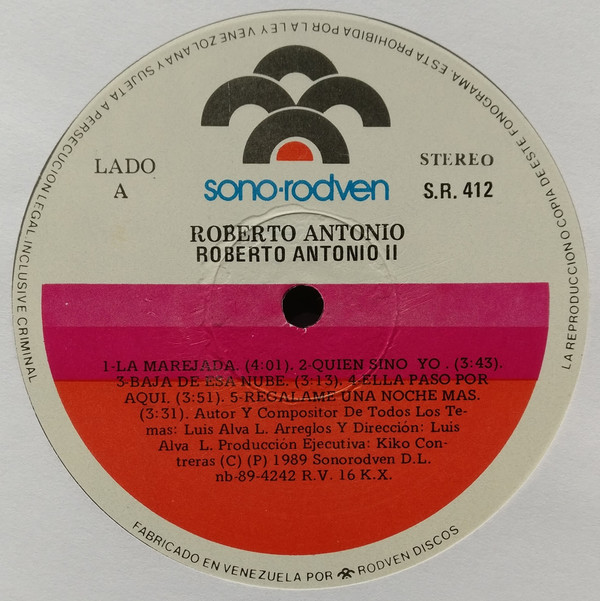 LA REPRODUCCION O COPIA DE ESTE FONOGRAMA. ESTA PROHIBIDA POR LA LEY VENEZOLANA Y SUJETA A PERSECUCION LEGAL INCLUSIVE CRIMINAL
LADO
A
STEREO
S.R. 412
sono-rodven
ROBERTO ANTONIO
ROBERTO ANTONIO II
1-LA MAREJADA. (4:01). 2-QUIEN SINO YO . (3:43).
3-BAJA DE ESA NUBE. (3:13). 4-ELLA PASO POR
AQUI. (3:51). 5-REGALAME UNA NOCHE MAS.
(3:31). Autor Y Compositor De Todos Los Te-
mas: Luis Alva L. Arreglos Y Dirección: Luis
Alva L. Producción Ejecutiva: Kiko Con-
treras (C) (P) 1989 Sonorodven D.L.
nb-89-4242 R.V. 16 K.X.
FABRICADO EN VENEZUELA POR RODVEN DISCOS